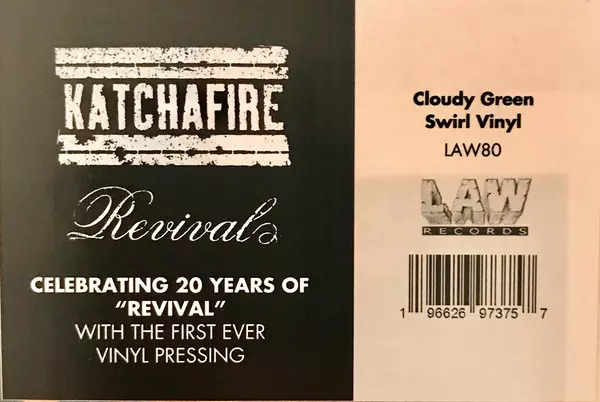 KATCHAFIRE
Revival
CELEBRATING 20 YEARS OF
"REVIVAL"
WITH THE FIRST EVER
VINYL PRESSING
Cloudy Green
Swirl Vinyl
LAW80
LAW
RECORDS
1 96626 97375 7